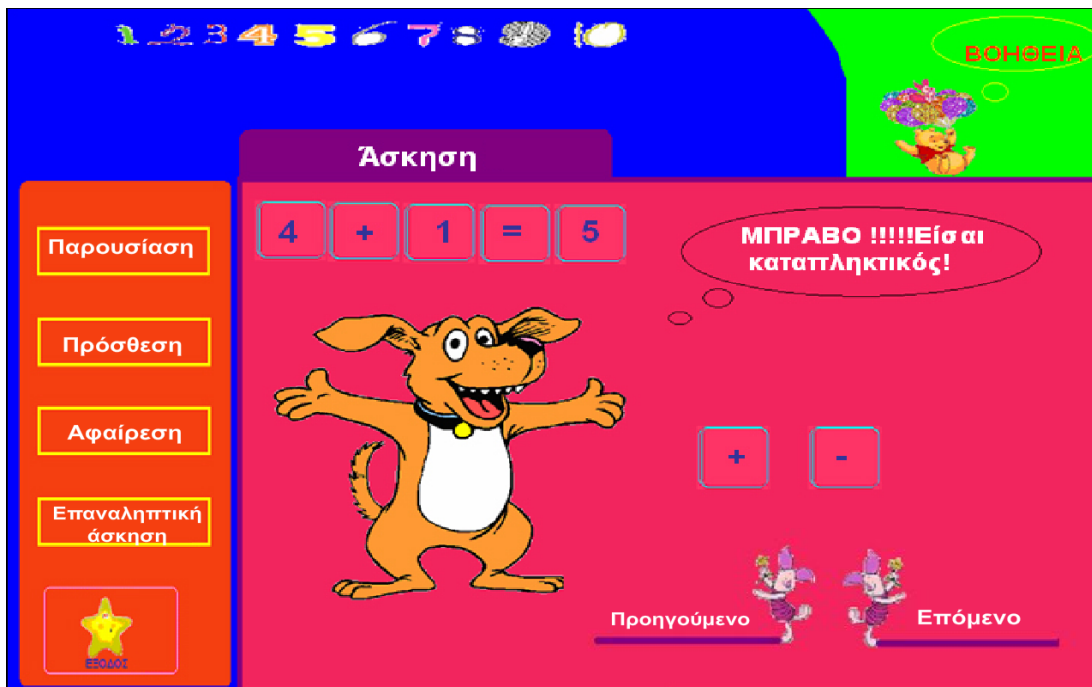 1 2 3 4 5 6 7 8 9 10
ΒΟΗΘΕΙΑ
Άσκηση
4 + 1 = 5
ΜΠΡΑΒΟ !!!!!Είσαι
καταπληκτικός!
Παρουσίαση
Πρόσθεση
Αφαίρεση
Επαναληπτική
άσκηση
+ -
Προηγούμενο
Επόμενο
ΕΞΟΔΟΣ